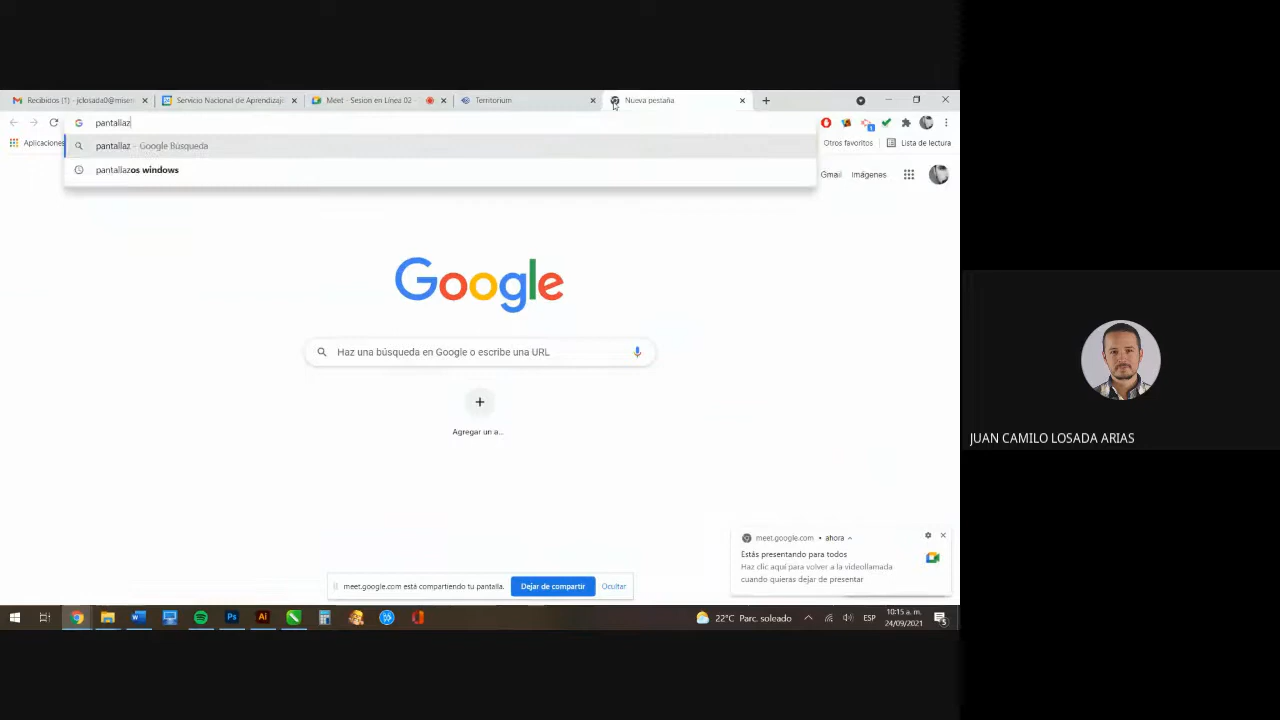 Recibidos (1) - jclosada0@misen
Servicio Nacional de Aprendizaje
Meet - Sesion en Línea 02 -
Territorium
Nueva pestaña
pantallaz
Aplicaciones
pantallaz - Google Búsqueda
pantallazos windows
Otros favoritos
Lista de lectura
Gmail
Imágenes
Google
Haz una búsqueda en Google o escribe una URL
Agregar un a...
JUAN CAMILO LOSADA ARIAS
meet.google.com • ahora
Estás presentando para todos
Haz clic aquí para volver a la videollamada
cuando quieras dejar de presentar
meet.google.com está compartiendo tu pantalla.
Dejar de compartir
Ocultar
22°C Parc. soleado
ESP
10:15 a. m.
24/09/2021